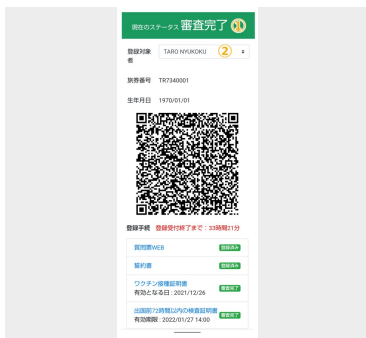 現在のステータス 審査完了 ①
登録対象者 TARO NYUKOKU ②
旅券番号 TR7340001
生年月日 1970/01/01
登録手続 登録受付終了まで：33時間21分
質問票WEB 登録済み
誓約書 登録済み
ワクチン接種証明書
有効となる日 : 2021/12/26 審査完了
出国前72時間以内の検査証明書
有効期限 : 2022/01/27 14:00 審査完了